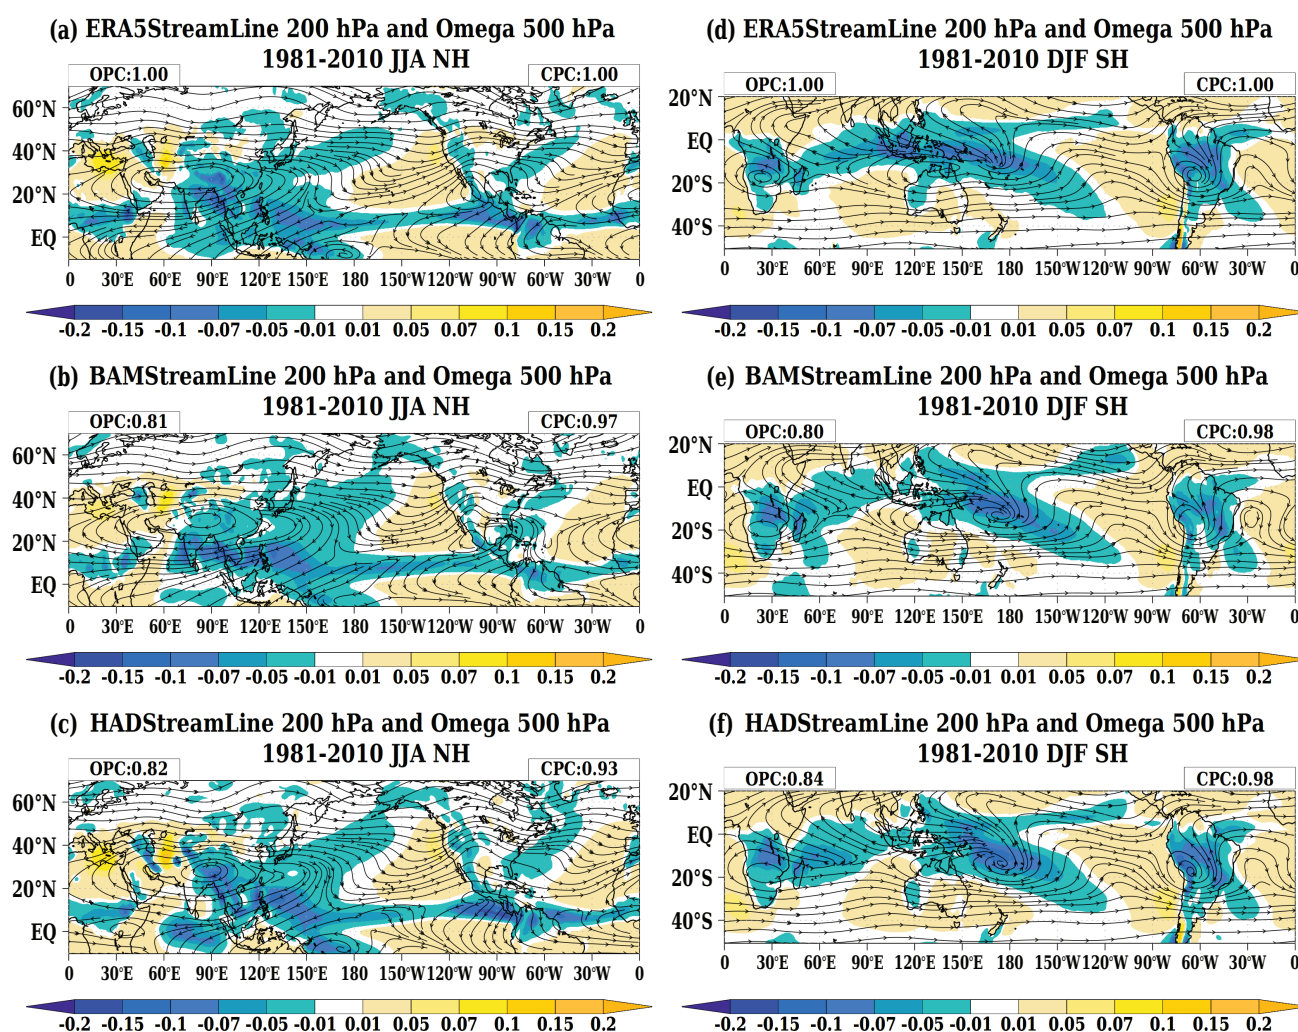 (a) ERA5StreamLine 200 hPa and Omega 500 hPa
1981-2010 JJA NH
OPC:1.00
CPC:1.00
60°N
40°N
20°N
EQ
0 30°E 60°E 90°E 120°E 150°E 180 150°W 120°W 90°W 60°W 30°W 0
-0.2 -0.15 -0.1 -0.07 -0.05 -0.01 0.01 0.05 0.07 0.1 0.15 0.2
(d) ERA5StreamLine 200 hPa and Omega 500 hPa
1981-2010 DJF SH
OPC:1.00
CPC:1.00
20°N
EQ
20°S
40°S
0 30°E 60°E 90°E 120°E 150°E 180 150°W 120°W 90°W 60°W 30°W 0
-0.2 -0.15 -0.1 -0.07 -0.05 -0.01 0.01 0.05 0.07 0.1 0.15 0.2
(b) BAMStreamLine 200 hPa and Omega 500 hPa
1981-2010 JJA NH
OPC:0.81
CPC:0.97
60°N
40°N
20°N
EQ
0 30°E 60°E 90°E 120°E 150°E 180 150°W 120°W 90°W 60°W 30°W 0
-0.2 -0.15 -0.1 -0.07 -0.05 -0.01 0.01 0.05 0.07 0.1 0.15 0.2
(e) BAMStreamLine 200 hPa and Omega 500 hPa
1981-2010 DJF SH
OPC:0.80
CPC:0.98
20°N
EQ
20°S
40°S
0 30°E 60°E 90°E 120°E 150°E 180 150°W 120°W 90°W 60°W 30°W 0
-0.2 -0.15 -0.1 -0.07 -0.05 -0.01 0.01 0.05 0.07 0.1 0.15 0.2
(c) HADStreamLine 200 hPa and Omega 500 hPa
1981-2010 JJA NH
OPC:0.82
CPC:0.93
60°N
40°N
20°N
EQ
0 30°E 60°E 90°E 120°E 150°E 180 150°W 120°W 90°W 60°W 30°W 0
-0.2 -0.15 -0.1 -0.07 -0.05 -0.01 0.01 0.05 0.07 0.1 0.15 0.2
(f) HADStreamLine 200 hPa and Omega 500 hPa
1981-2010 DJF SH
OPC:0.84
CPC:0.98
20°N
EQ
20°S
40°S
0 30°E 60°E 90°E 120°E 150°E 180 150°W 120°W 90°W 60°W 30°W 0
-0.2 -0.15 -0.1 -0.07 -0.05 -0.01 0.01 0.05 0.07 0.1 0.15 0.2